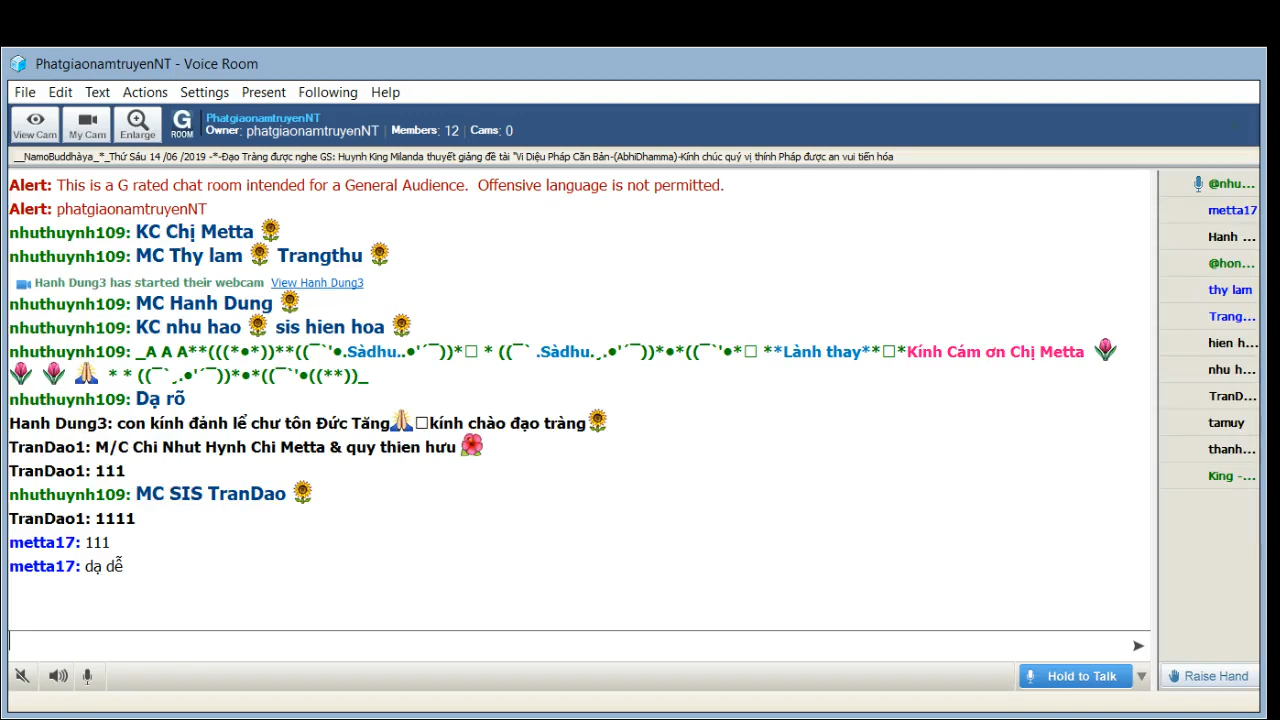 PhatgiaonamtruyenNT - Voice Room
File Edit Text Actions Settings Present Following Help
View Cam My Cam Enlarge G ROOM
PhatgiaonamtruyenNT
Owner: phatgiaonamtruyenNT | Members: 12 | Cams: 0
__NamoBuddhàya_*_Thứ Sáu 14 /06 /2019 -*-Đạo Tràng được nghe GS: Huynh King Milanda thuyết giảng đề tài "Vi Diệu Pháp Căn Bản-(AbhiDhamma)-Kính chúc quý vị thính Pháp được an vui tiến hóa
Alert: This is a G rated chat room intended for a General Audience. Offensive language is not permitted.
Alert: phatgiaonamtruyenNT
nhuthuynh109: KC Chị Metta 🌻
nhuthuynh109: MC Thy lam 🌻 Trangthu 🌻
Hanh Dung3 has started their webcam View Hanh Dung3
nhuthuynh109: MC Hanh Dung 🌻
nhuthuynh109: KC nhu hao 🌻 sis hien hoa 🌻
nhuthuynh109: _A A A**(((*•*))**((¯`'•.Sàdhu..•'´¯))*□ * ((¯` .Sàdhu.¸.•'´¯))*•*((¯`'•*□ **Lành thay**□*Kính Cám ơn Chị Metta 🌷
🌷 🌷 🙏 * * ((¯`¸.•'´¯))*•*((¯`'•((**))_
nhuthuynh109: Dạ rõ
Hanh Dung3: con kính đảnh lể chư tôn Đức Tăng🙏□kính chào đạo tràng🌻
TranDao1: M/C Chi Nhut Hynh Chi Metta & quy thien hưu 🌺
TranDao1: 111
nhuthuynh109: MC SIS TranDao 🌻
TranDao1: 1111
metta17: 111
metta17: dạ dễ
@nhu...
metta17
Hanh ...
@hon...
thy lam
Trang...
hien h...
nhu h...
TranD...
tamuy
thanh...
King -...
Hold to Talk
Raise Hand